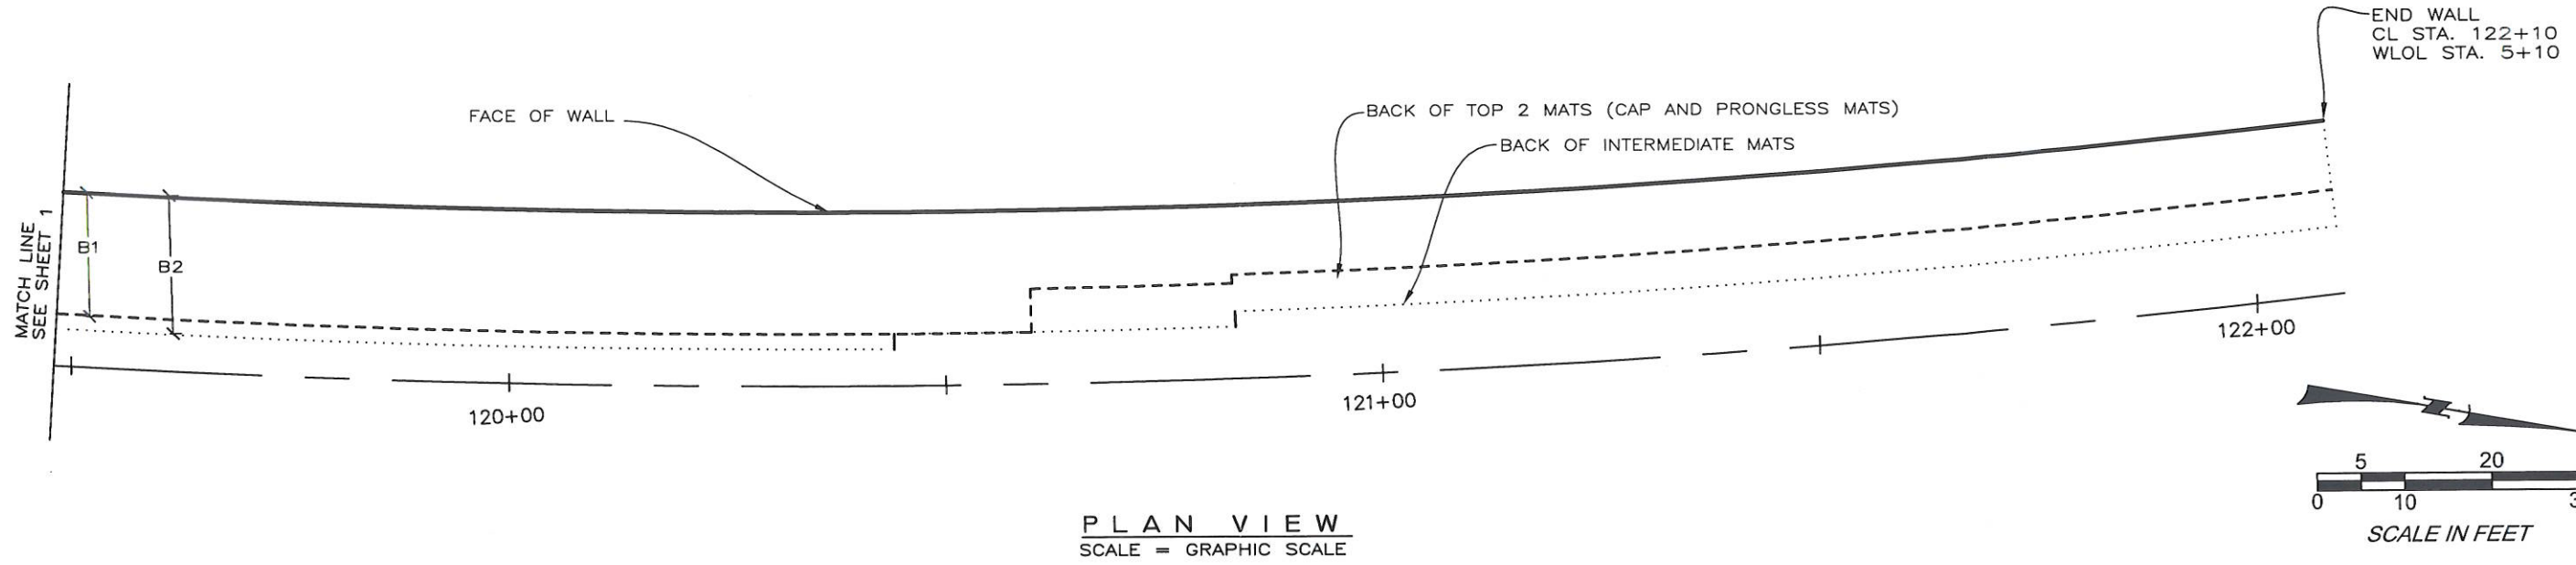 END WALL
CL STA. 122+10
WLOL STA. 5+10
FACE OF WALL
BACK OF TOP 2 MATS (CAP AND PRONGLESS MATS)
BACK OF INTERMEDIATE MATS
MATCH LINE
SEE SHEET 1
B1
B2
120+00
121+00
122+00
5 20
0 10 3
SCALE IN FEET
PLAN VIEW
SCALE = GRAPHIC SCALE